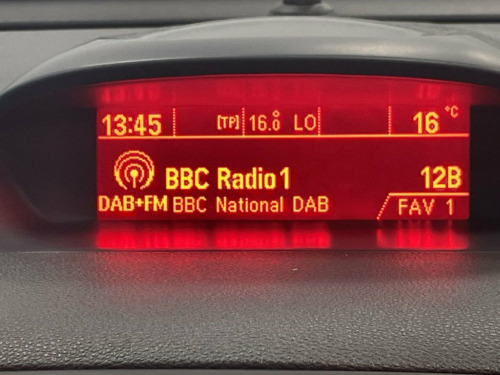 13:45 [TP] 16.0° LO 16 °C
BBC Radio 1 12B
DAB+FM BBC National DAB FAV 1